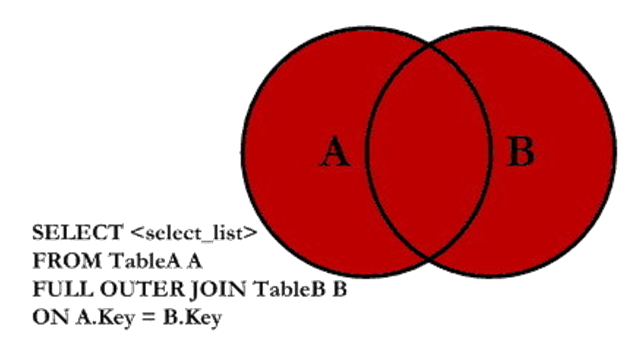 A B
SELECT <select_list>
FROM TableA A
FULL OUTER JOIN TableB B
ON A.Key = B.Key